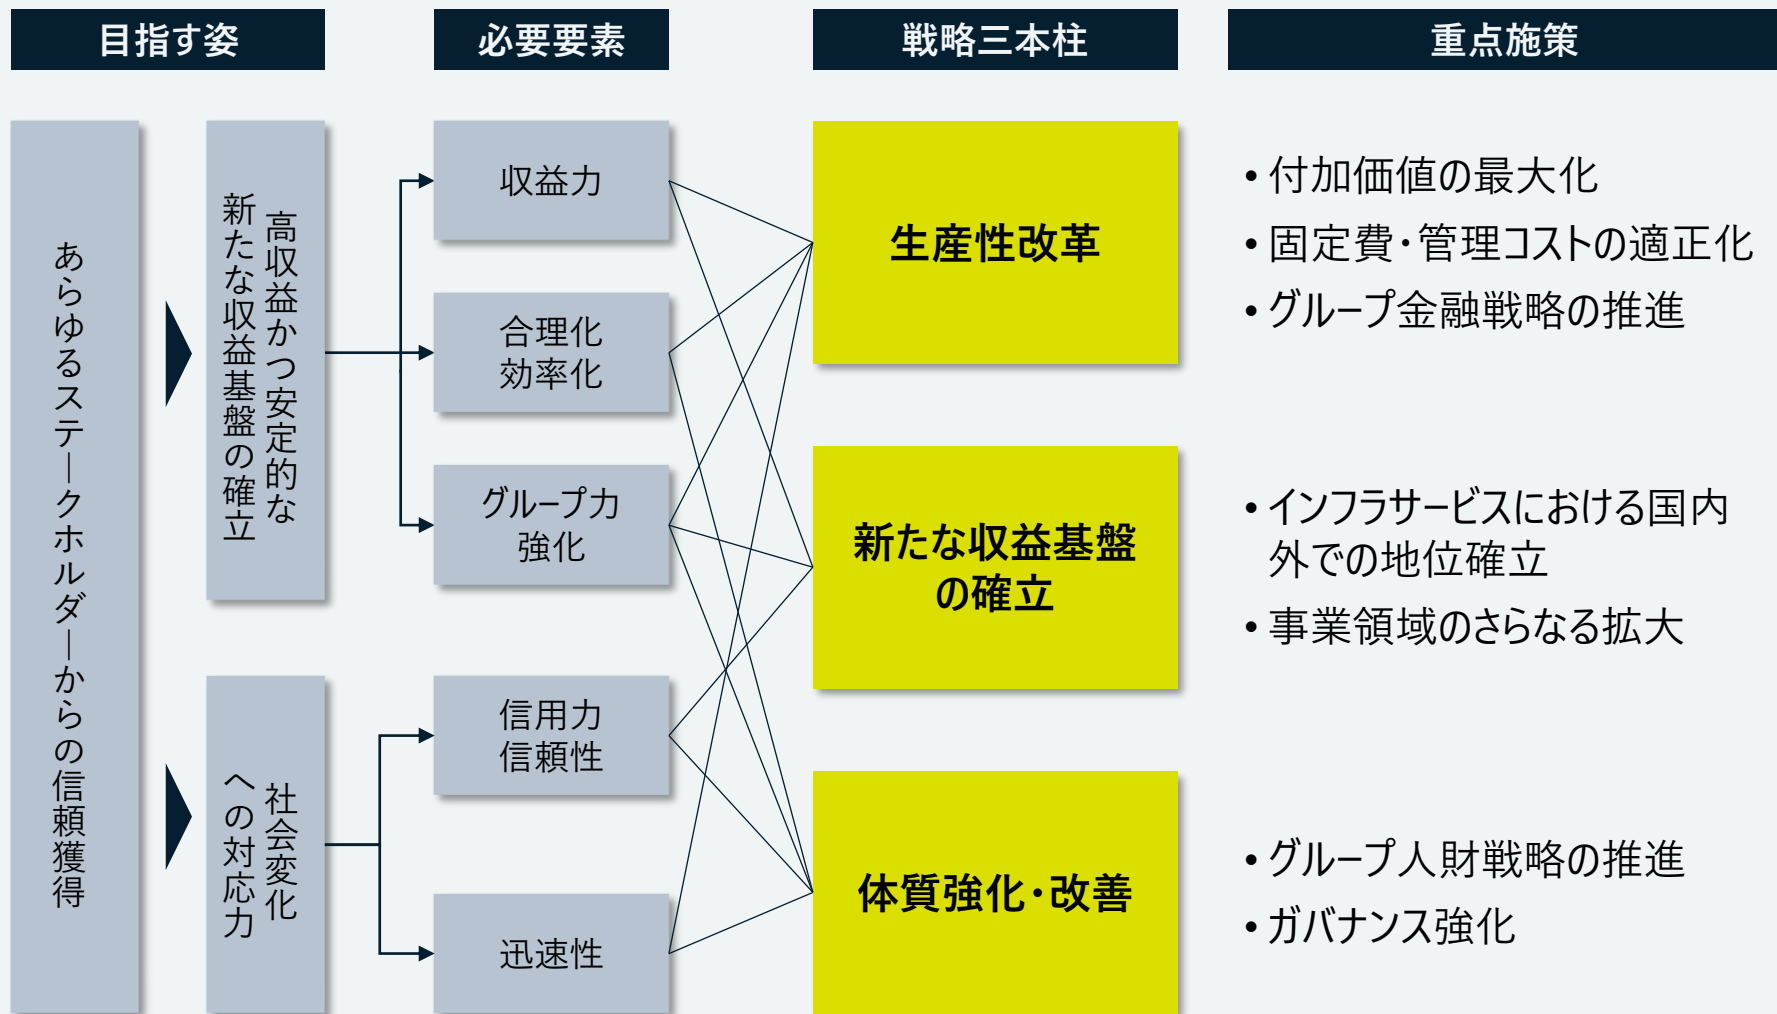 目指す姿
必要要素
戦略三本柱
重点施策
あらゆるステークホルダーからの信頼獲得
高収益かつ安定的な
新たな収益基盤の確立
社会変化
への対応力
収益力
合理化
効率化
グループ力
強化
信用力
信頼性
迅速性
生産性改革
新たな収益基盤
の確立
体質強化・改善
• 付加価値の最大化
• 固定費・管理コストの適正化
• グループ金融戦略の推進
• インフラサービスにおける国内
外での地位確立
• 事業領域のさらなる拡大
• グループ人財戦略の推進
• ガバナンス強化